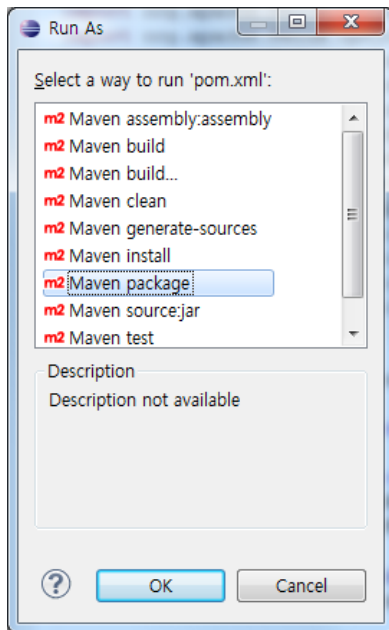 Run As
Select a way to run 'pom.xml':
m2 Maven assembly:assembly
m2 Maven build
m2 Maven build...
m2 Maven clean
m2 Maven generate-sources
m2 Maven install
m2 Maven package
m2 Maven source:jar
m2 Maven test
Description
Description not available
?
OK Cancel